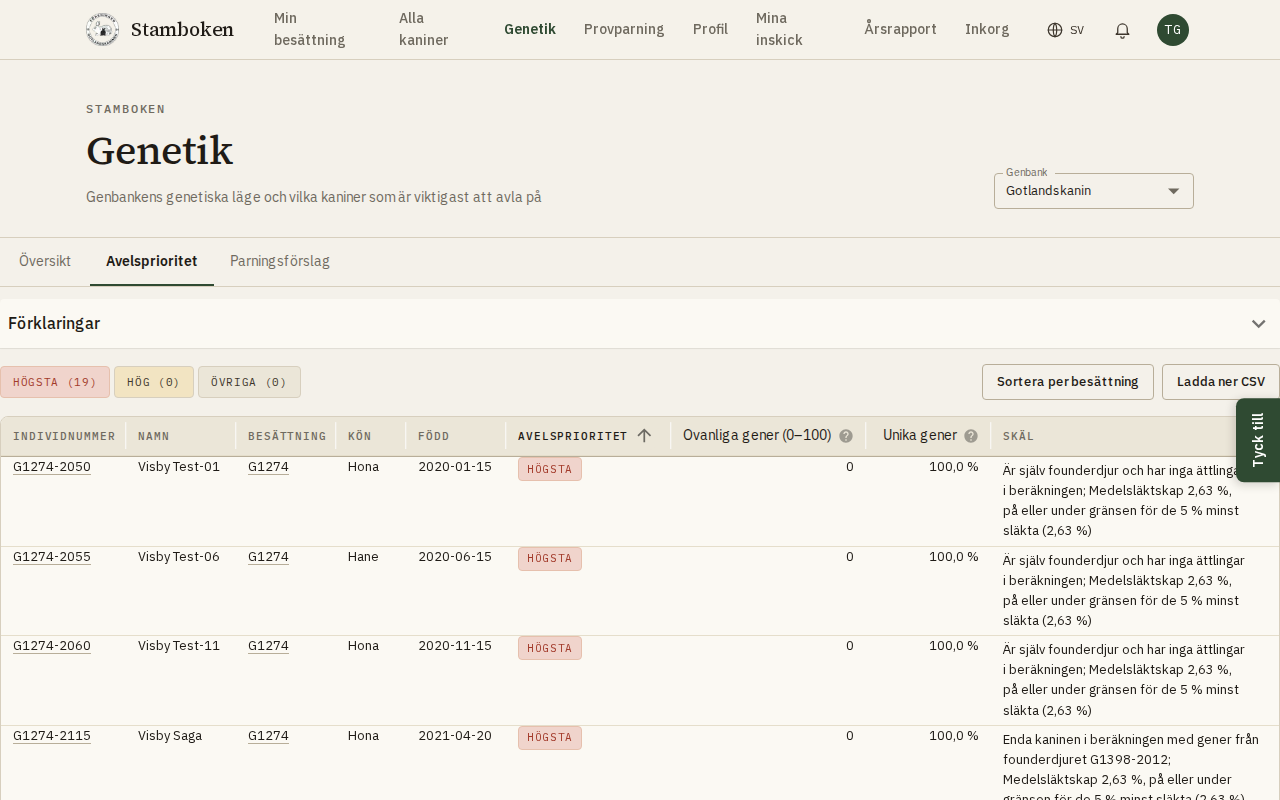 Stamboken
Min besättning
Alla kaniner
Genetik
Provparning
Profil
Mina inskick
Årsrapport
Inkorg
SV
TG
STAMBOKEN
Genetik
Genbankens genetiska läge och vilka kaniner som är viktigast att avla på
Genbank
Gotlandskanin
Översikt
Avelsprioritet
Parningsförslag
Förklaringar
HÖGSTA (19)
HÖG (0)
ÖVRIGA (0)
Sortera per besättning
Ladda ner CSV
Tyck till
INDIVIDNUMMER NAMN BESÄTTNING KÖN FÖDD AVELSPRIORITET Ovanliga gener (0–100) Unika gener SKÄL
G1274-2050 Visby Test-01 G1274 Hona 2020-01-15 HÖGSTA 0 100,0 % Är själv founderdjur och har inga ättlingar
i beräkningen; Medelsläktskap 2,63 %,
på eller under gränsen för de 5 % minst
släkta (2,63 %)
G1274-2055 Visby Test-06 G1274 Hane 2020-06-15 HÖGSTA 0 100,0 % Är själv founderdjur och har inga ättlingar
i beräkningen; Medelsläktskap 2,63 %,
på eller under gränsen för de 5 % minst
släkta (2,63 %)
G1274-2060 Visby Test-11 G1274 Hona 2020-11-15 HÖGSTA 0 100,0 % Är själv founderdjur och har inga ättlingar
i beräkningen; Medelsläktskap 2,63 %,
på eller under gränsen för de 5 % minst
släkta (2,63 %)
G1274-2115 Visby Saga G1274 Hona 2021-04-20 HÖGSTA 0 100,0 % Enda kaninen i beräkningen med gener från
founderdjuret G1398-2012;
Medelsläktskap 2,63 %, på eller under
gränsen för de 5 % minst släkta (2,63 %)